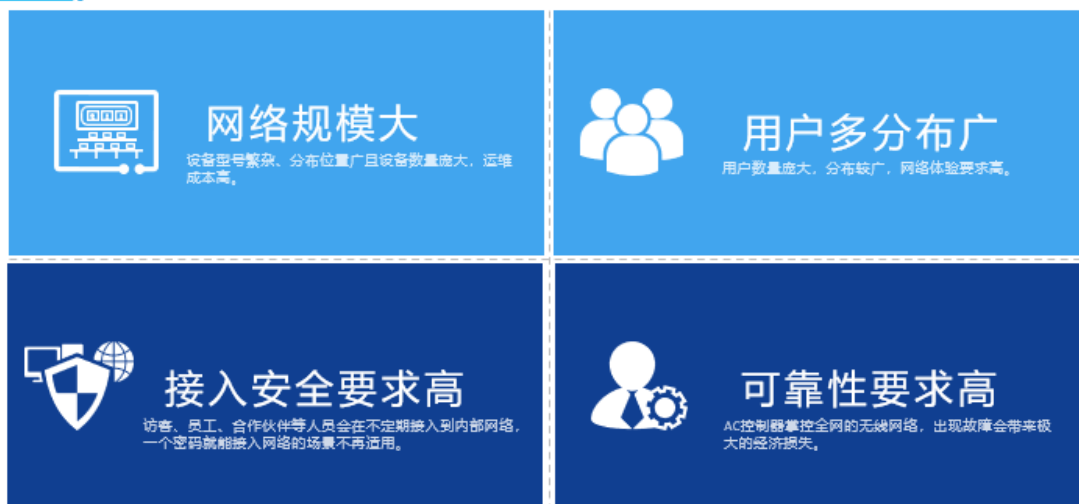 网络规模大
设备型号繁杂、分布位置广且设备数量庞大，运维
成本高。
用户多分布广
用户数量庞大，分布较广，网络体验要求高。
接入安全要求高
访客、员工、合作伙伴等人员会在不定期接入到内部网络，
一个密码就能接入网络的场景不再适用。
可靠性要求高
AC控制器掌控全网的无线网络，出现故障会带来极
大的经济损失。